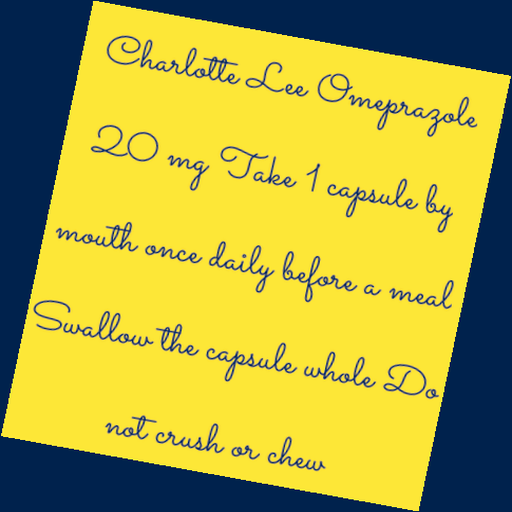 Charlotte Lee Omeprazole
20 mg Take 1 capsule by
mouth once daily before a meal
Swallow the capsule whole Do
not crush or chew